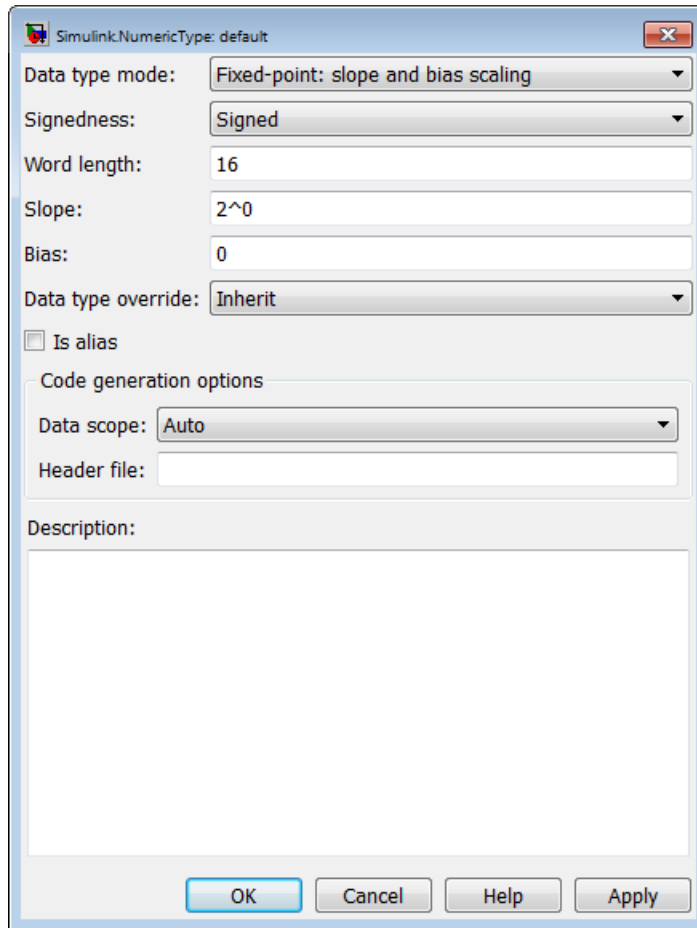 Simulink.NumericType: default
Data type mode: Fixed-point: slope and bias scaling
Signedness: Signed
Word length: 16
Slope: 2^0
Bias: 0
Data type override: Inherit
Is alias
Code generation options
Data scope: Auto
Header file:
Description:
OK Cancel Help Apply